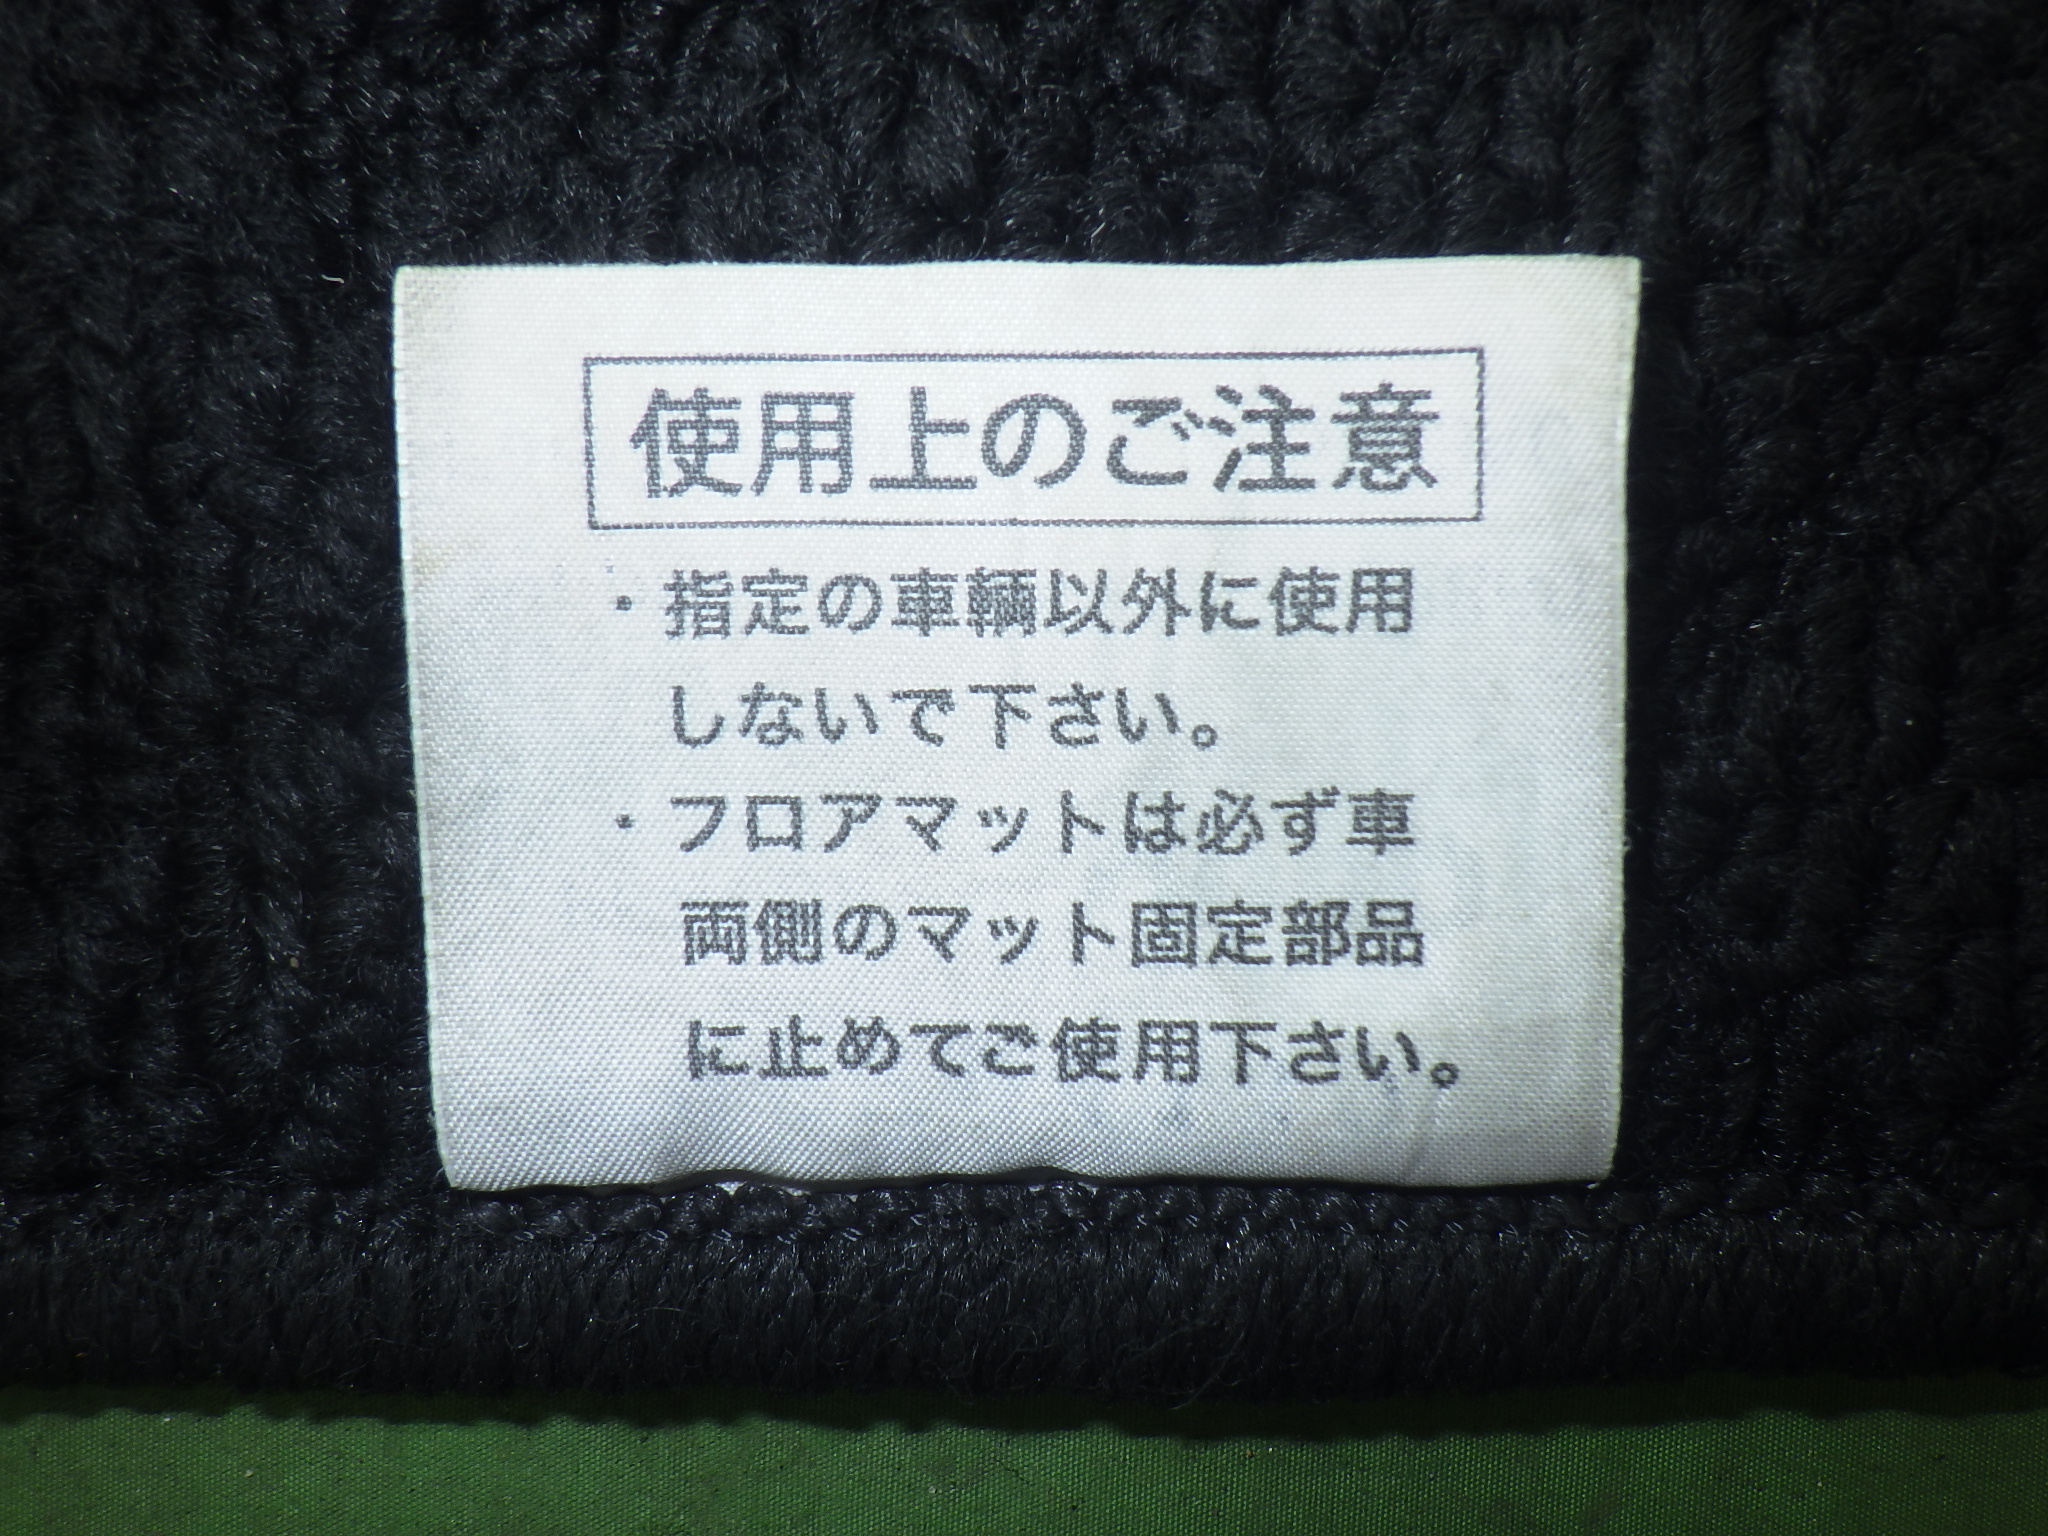 使用上のご注意
・指定の車輌以外に使用
しないで下さい。
・フロアマットは必ず車
両側のマット固定部品
に止めてご使用下さい。